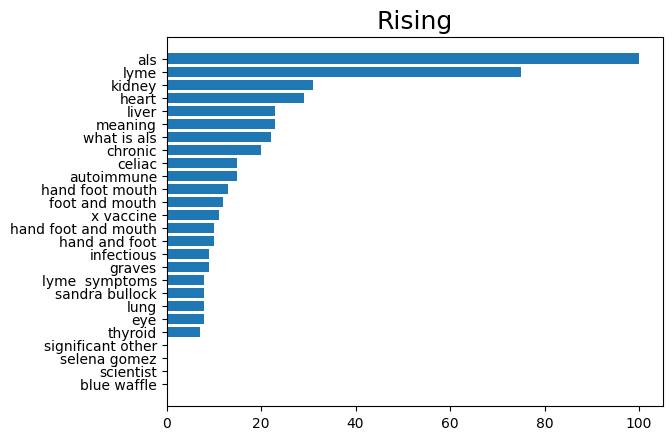 Rising
als
lyme
kidney
heart
liver
meaning
what is als
chronic
celiac
autoimmune
hand foot mouth
foot and mouth
x vaccine
hand foot and mouth
hand and foot
infectious
graves
lyme  symptoms
sandra bullock
lung
eye
thyroid
significant other
selena gomez
scientist
blue waffle
0 20 40 60 80 100